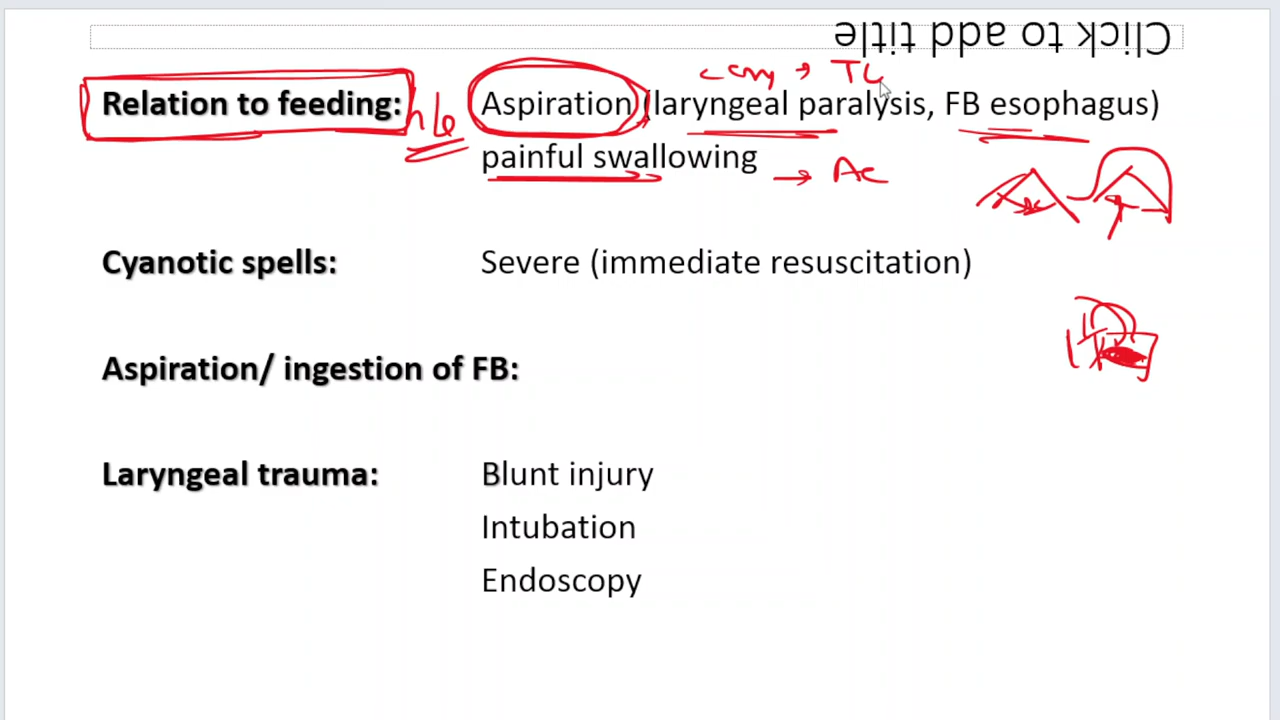 Click to add title
Relation to feeding: Aspiration (laryngeal paralysis, FB esophagus)
painful swallowing → Ac
Cyanotic spells: Severe (immediate resuscitation)
Aspiration/ ingestion of FB:
Laryngeal trauma: Blunt injury
Intubation
Endoscopy